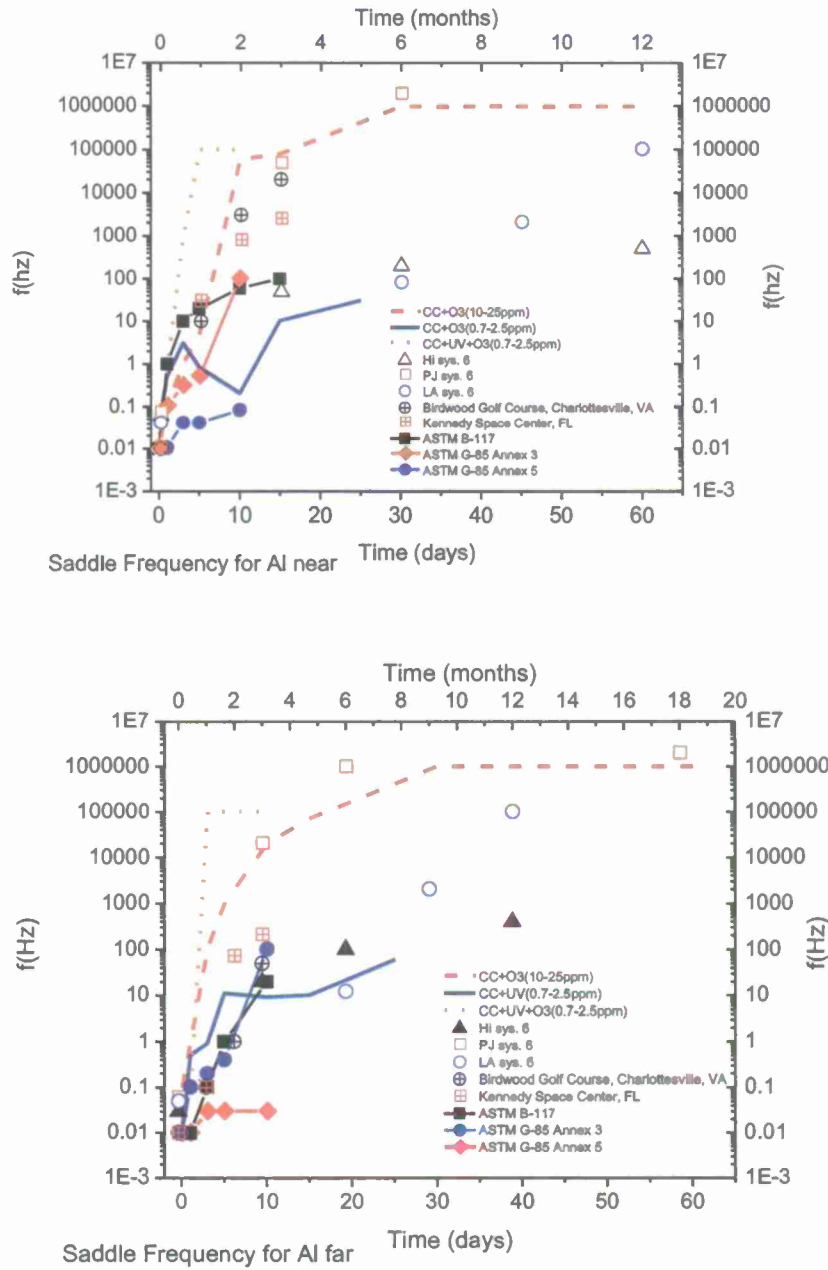 Time (months)
0 2 4 6 8 10 12
1E7 1E7
1000000 1000000
100000 100000
10000 10000
1000 1000
100 100
10 10
1 1
0.1 0.1
0.01 0.01
1E-3 1E-3
f(hz) f(hz)
CC+O3(10-25ppm)
CC+O3(0.7-2.5ppm)
CC+UV+O3(0.7-2.5ppm)
Hi sys. 6
PJ sys. 6
LA sys. 6
Birdwood Golf Course, Charlottesville, VA
Kennedy Space Center, FL
ASTM B-117
ASTM G-85 Annex 3
ASTM G-85 Annex 5
0 10 20 30 40 50 60
Time (days)
Saddle Frequency for Al near
Time (months)
0 2 4 6 8 10 12 14 16 18 20
1E7 1E7
1000000 1000000
100000 100000
10000 10000
1000 1000
100 100
10 10
1 1
0.1 0.1
0.01 0.01
1E-3 1E-3
f(Hz) f(Hz)
CC+O3(10-25ppm)
CC+UV(0.7-2.5ppm)
CC+UV+O3(0.7-2.5ppm)
Hi sys. 6
PJ sys. 6
LA sys. 6
Birdwood Golf Course, Charlottesville, VA
Kennedy Space Center, FL
ASTM B-117
ASTM G-85 Annex 3
ASTM G-85 Annex 5
0 10 20 30 40 50 60
Time (days)
Saddle Frequency for Al far